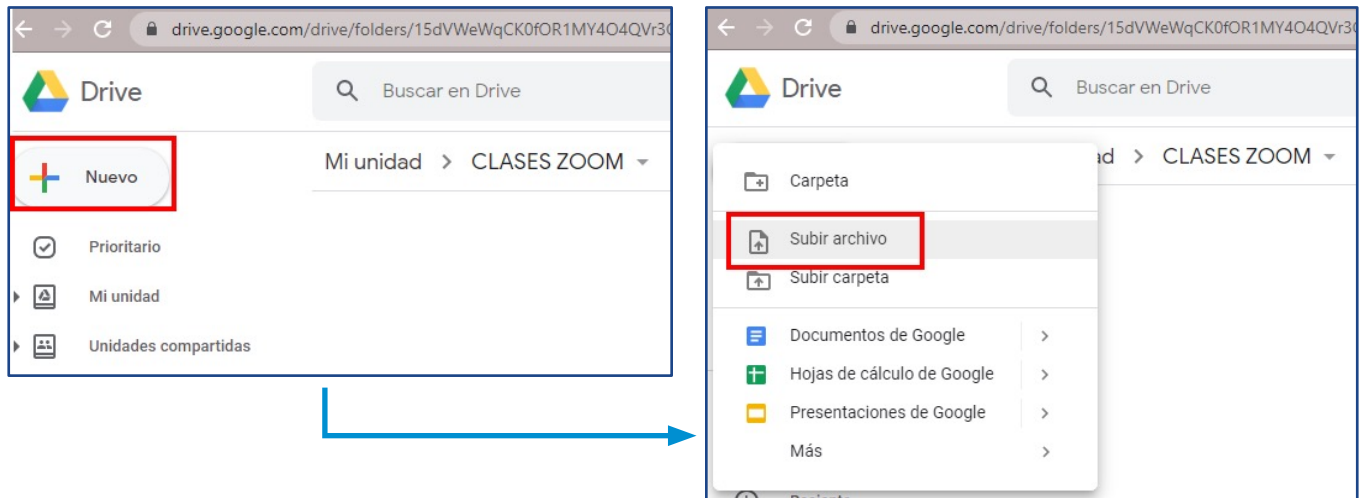 drive.google.com/drive/folders/15dVWeWqCK0fOR1MY4O4QVr3
Drive
Buscar en Drive
Nuevo
Mi unidad > CLASES ZOOM
Prioritario
Mi unidad
Unidades compartidas
drive.google.com/drive/folders/15dVWeWqCK0fOR1MY4O4QVr3
Drive
Buscar en Drive
ad > CLASES ZOOM
Carpeta
Subir archivo
Subir carpeta
Documentos de Google
Hojas de cálculo de Google
Presentaciones de Google
Más